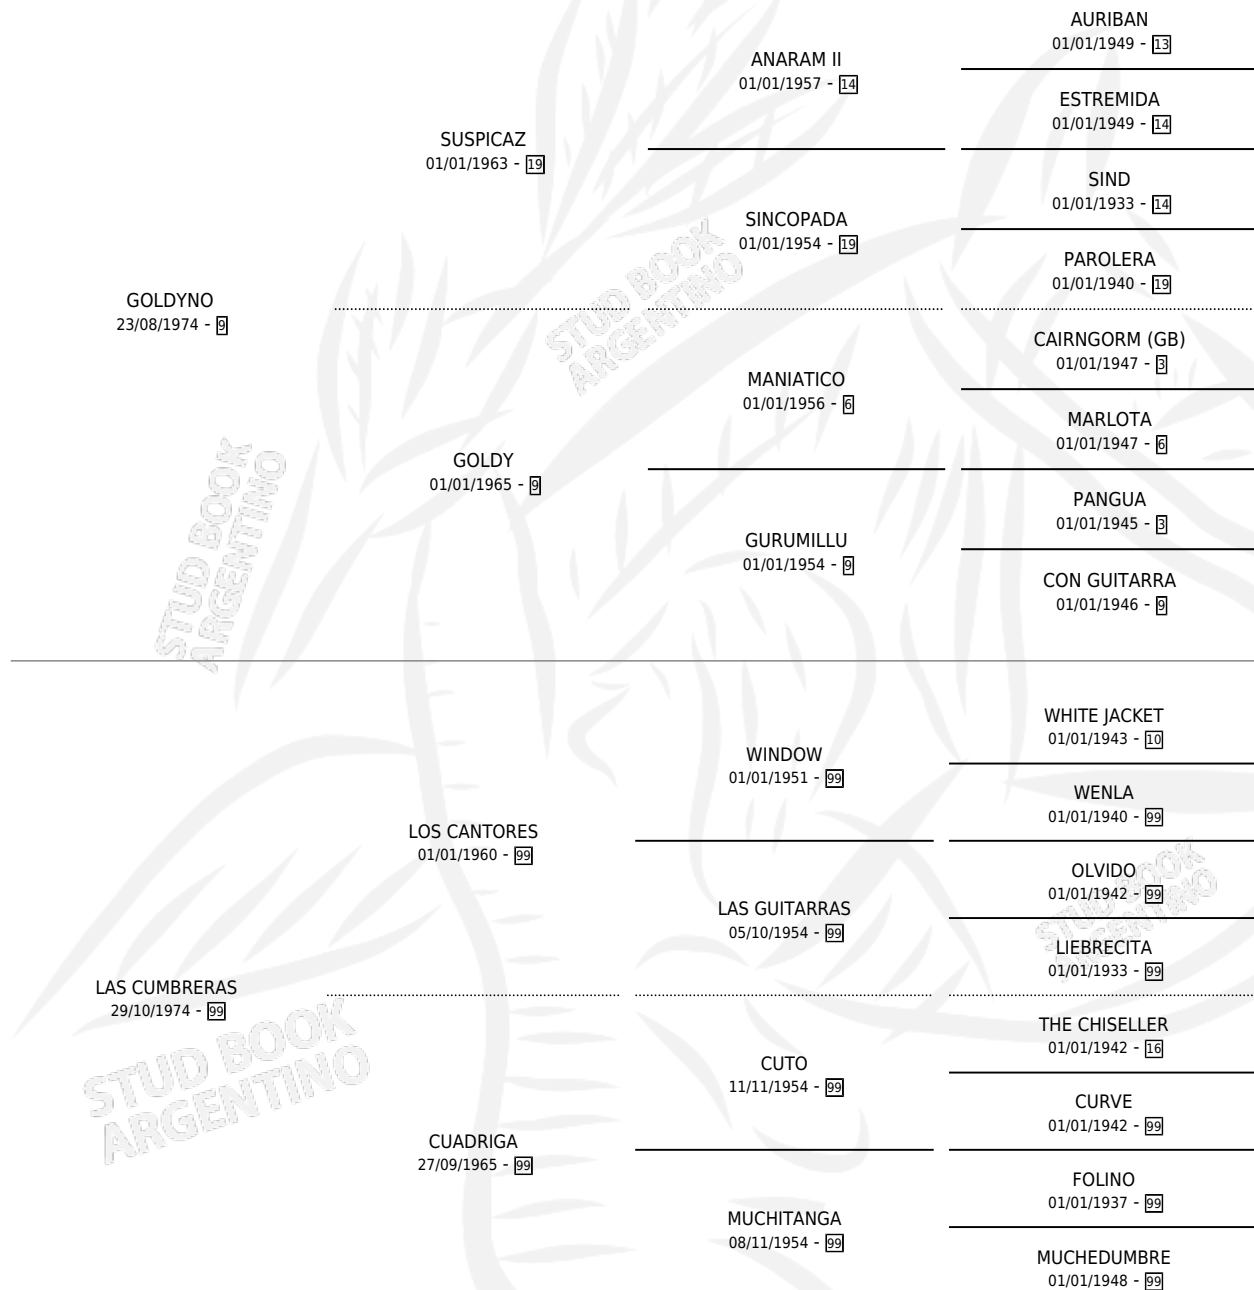 GOLDYNO
23/08/1974 - 9
SUSPICAZ
01/01/1963 - 19
GOLDY
01/01/1965 - 9
ANARAM II
01/01/1957 - 14
SINCOPADA
01/01/1954 - 19
MANIATICO
01/01/1956 - 6
GURUMILLU
01/01/1954 - 9
AURIBAN
01/01/1949 - 13
ESTREMIDA
01/01/1949 - 14
SIND
01/01/1933 - 14
PAROLERA
01/01/1940 - 19
CAIRNGORM (GB)
01/01/1947 - 3
MARLOTA
01/01/1947 - 6
PANGUA
01/01/1945 - 3
CON GUITARRA
01/01/1946 - 9
STUD BOOK
ARGENTINO
STUD BOOK
ARGENTINO
LAS CUMBRERAS
29/10/1974 - 99
LOS CANTORES
01/01/1960 - 99
CUADRIGA
27/09/1965 - 99
WINDOW
01/01/1951 - 99
LAS GUITARRAS
05/10/1954 - 99
CUTO
11/11/1954 - 99
MUCHITANGA
08/11/1954 - 99
WHITE JACKET
01/01/1943 - 10
WENLA
01/01/1940 - 99
OLVIDO
01/01/1942 - 99
LIEBRECITA
01/01/1933 - 99
THE CHISELLER
01/01/1942 - 16
CURVE
01/01/1942 - 99
FOLINO
01/01/1937 - 99
MUCHEDUMBRE
01/01/1948 - 99
STUD BOOK
ARGENTINO
STUD BOOK
ARGENTINO